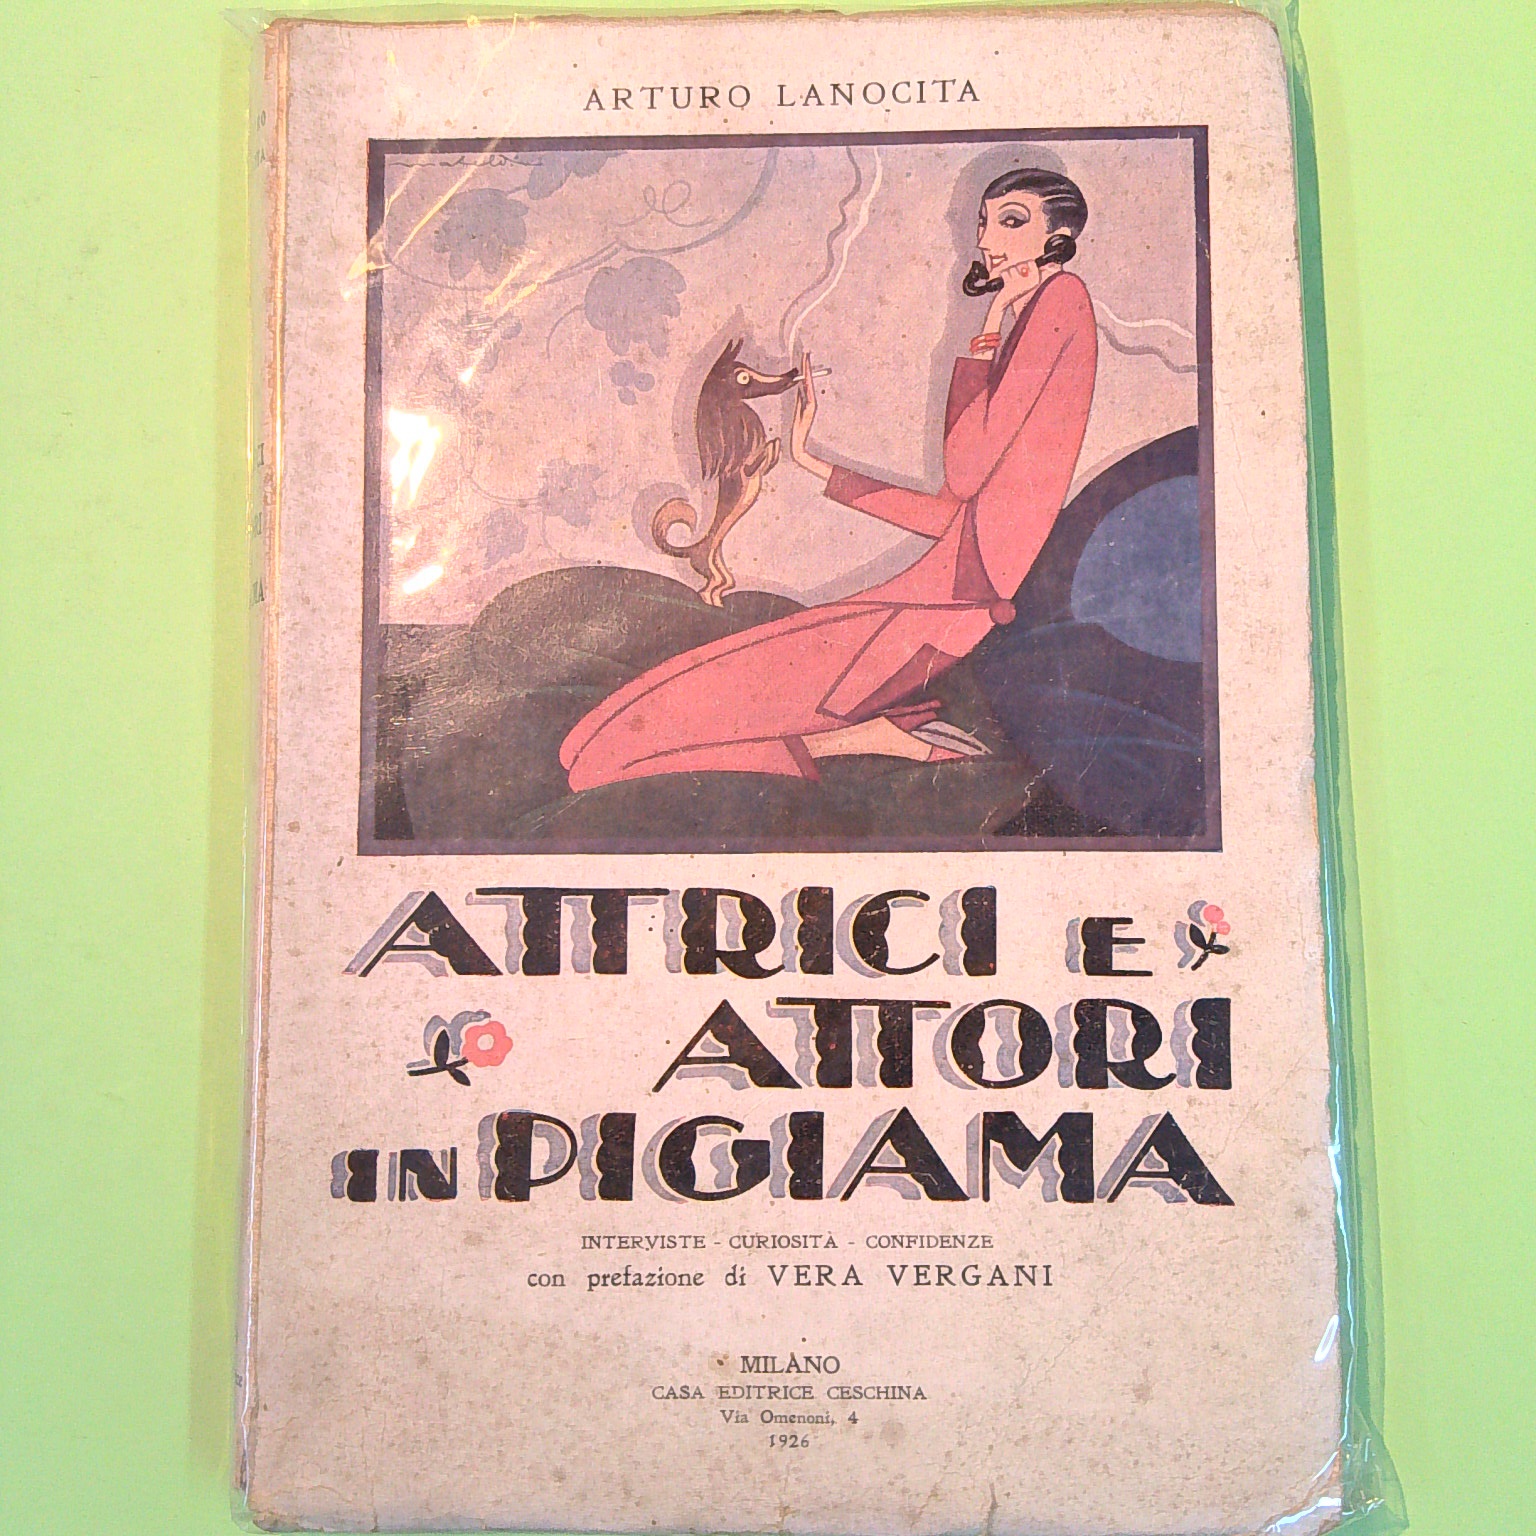 ARTURO LANOCITA
ATTRICI E
ATTORI
IN PIGIAMA
INTERVISTE - CURIOSITÀ - CONFIDENZE
con prefazione di VERA VERGANI
MILANO
CASA EDITRICE CESCHINA
Via Omenoni, 4
1926